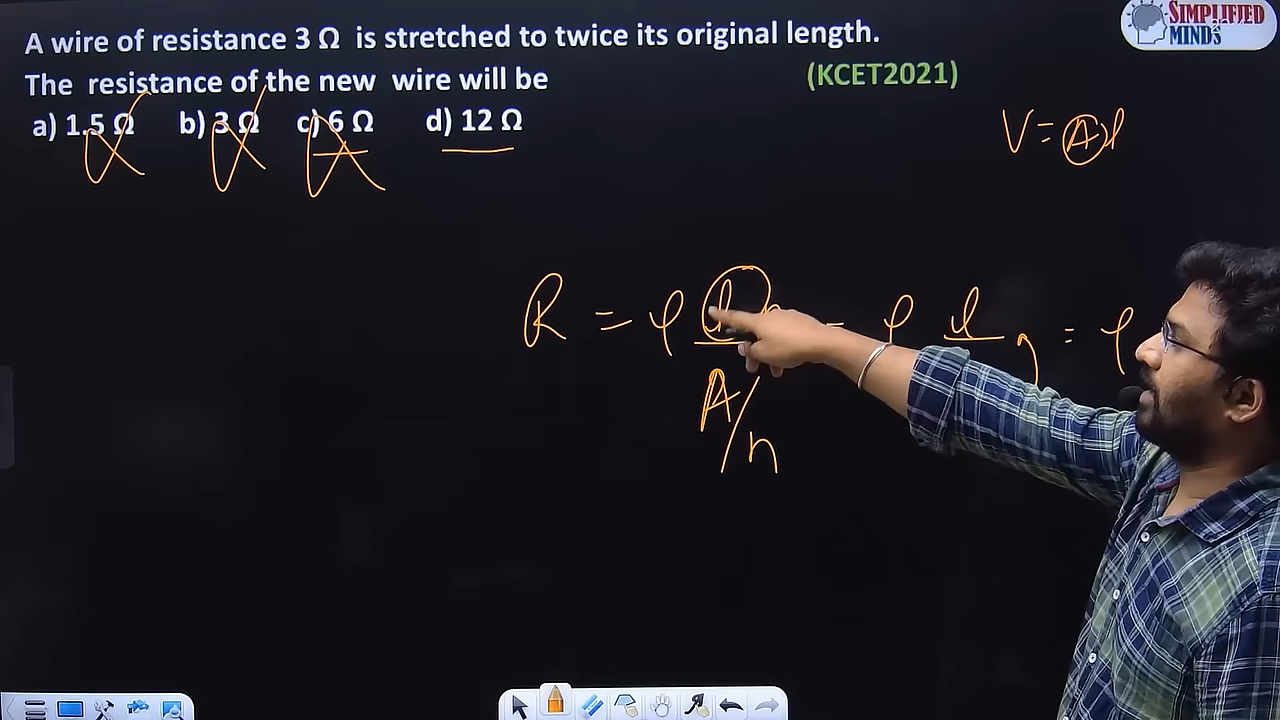 A wire of resistance 3 Ω is stretched to twice its original length.
The resistance of the new wire will be
(KCET2021)
a) 1.5 Ω b) 3 Ω c) 6 Ω d) 12 Ω
SIMPLIFIED
MINDS
V = Al
R = ρ l
A/n
= ρ l
= ρ